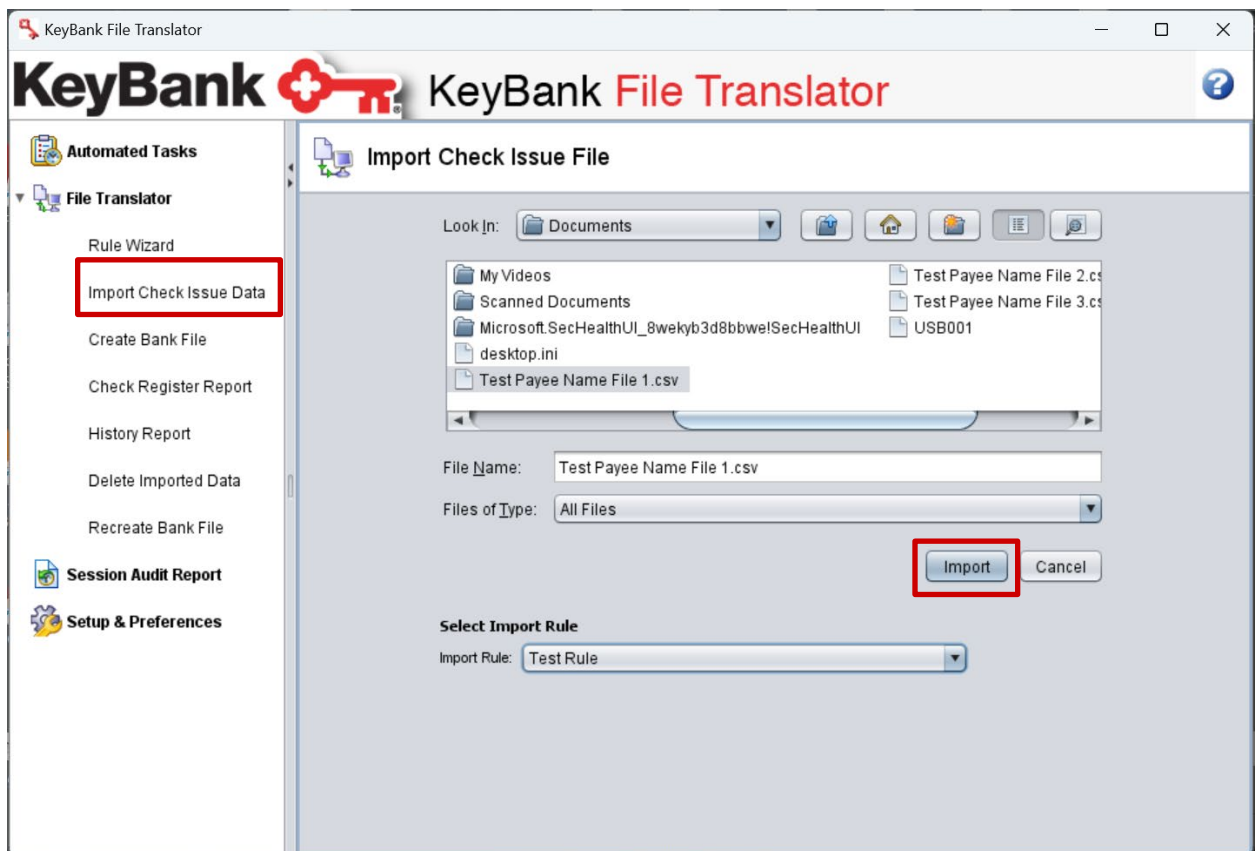 KeyBank File Translator
KeyBank
KeyBank File Translator
Automated Tasks
File Translator
Rule Wizard
Import Check Issue Data
Create Bank File
Check Register Report
History Report
Delete Imported Data
Recreate Bank File
Session Audit Report
Setup & Preferences
Import Check Issue File
Look In: Documents
My Videos
Scanned Documents
Microsoft.SecHealthUI_8wekyb3d8bbwe!SecHealthUI
desktop.ini
Test Payee Name File 1.csv
Test Payee Name File 2.cs
Test Payee Name File 3.cs
USB001
File Name: Test Payee Name File 1.csv
Files of Type: All Files
Import Cancel
Select Import Rule
Import Rule: Test Rule